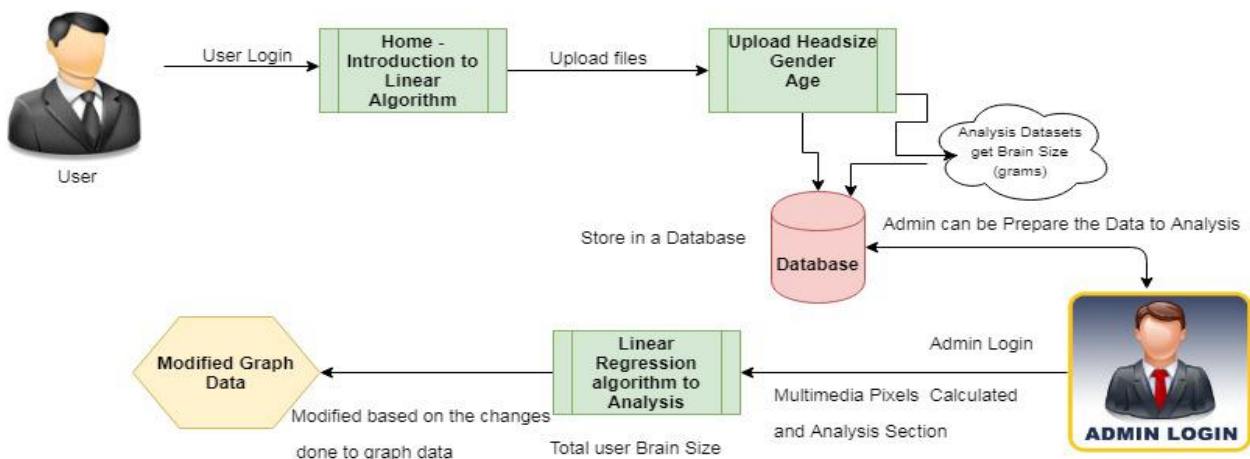 User Login
Home -
Introduction to
Linear
Algorithm
Upload files
Upload Headsize
Gender
Age
User
Analysis Datasets
get Brain Size
(grams)
Store in a Database
Database
Admin can be Prepare the Data to Analysis
Modified Graph
Data
Modified based on the changes
done to graph data
Linear
Regression
algorithm to
Analysis
Total user Brain Size
Admin Login
Multimedia Pixels Calculated
and Analysis Section
ADMIN LOGIN